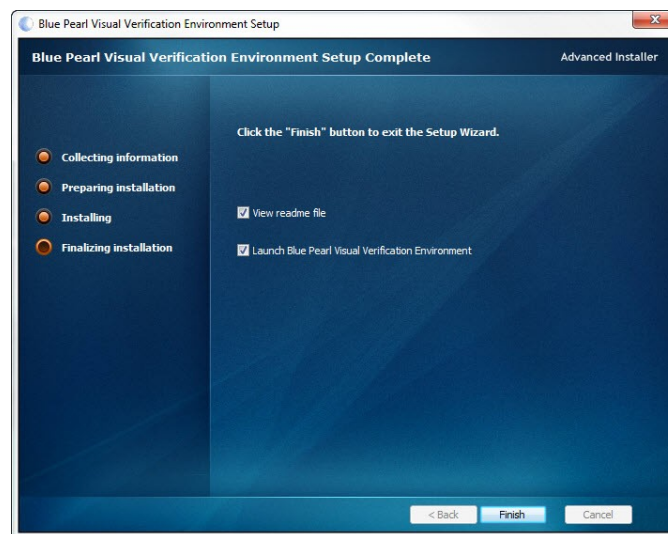 Blue Pearl Visual Verification Environment Setup
Blue Pearl Visual Verification Environment Setup Complete
Advanced Installer
Click the "Finish" button to exit the Setup Wizard.
Collecting information
Preparing installation
Installing
Finalizing installation
View readme file
Launch Blue Pearl Visual Verification Environment
< Back
Finish
Cancel